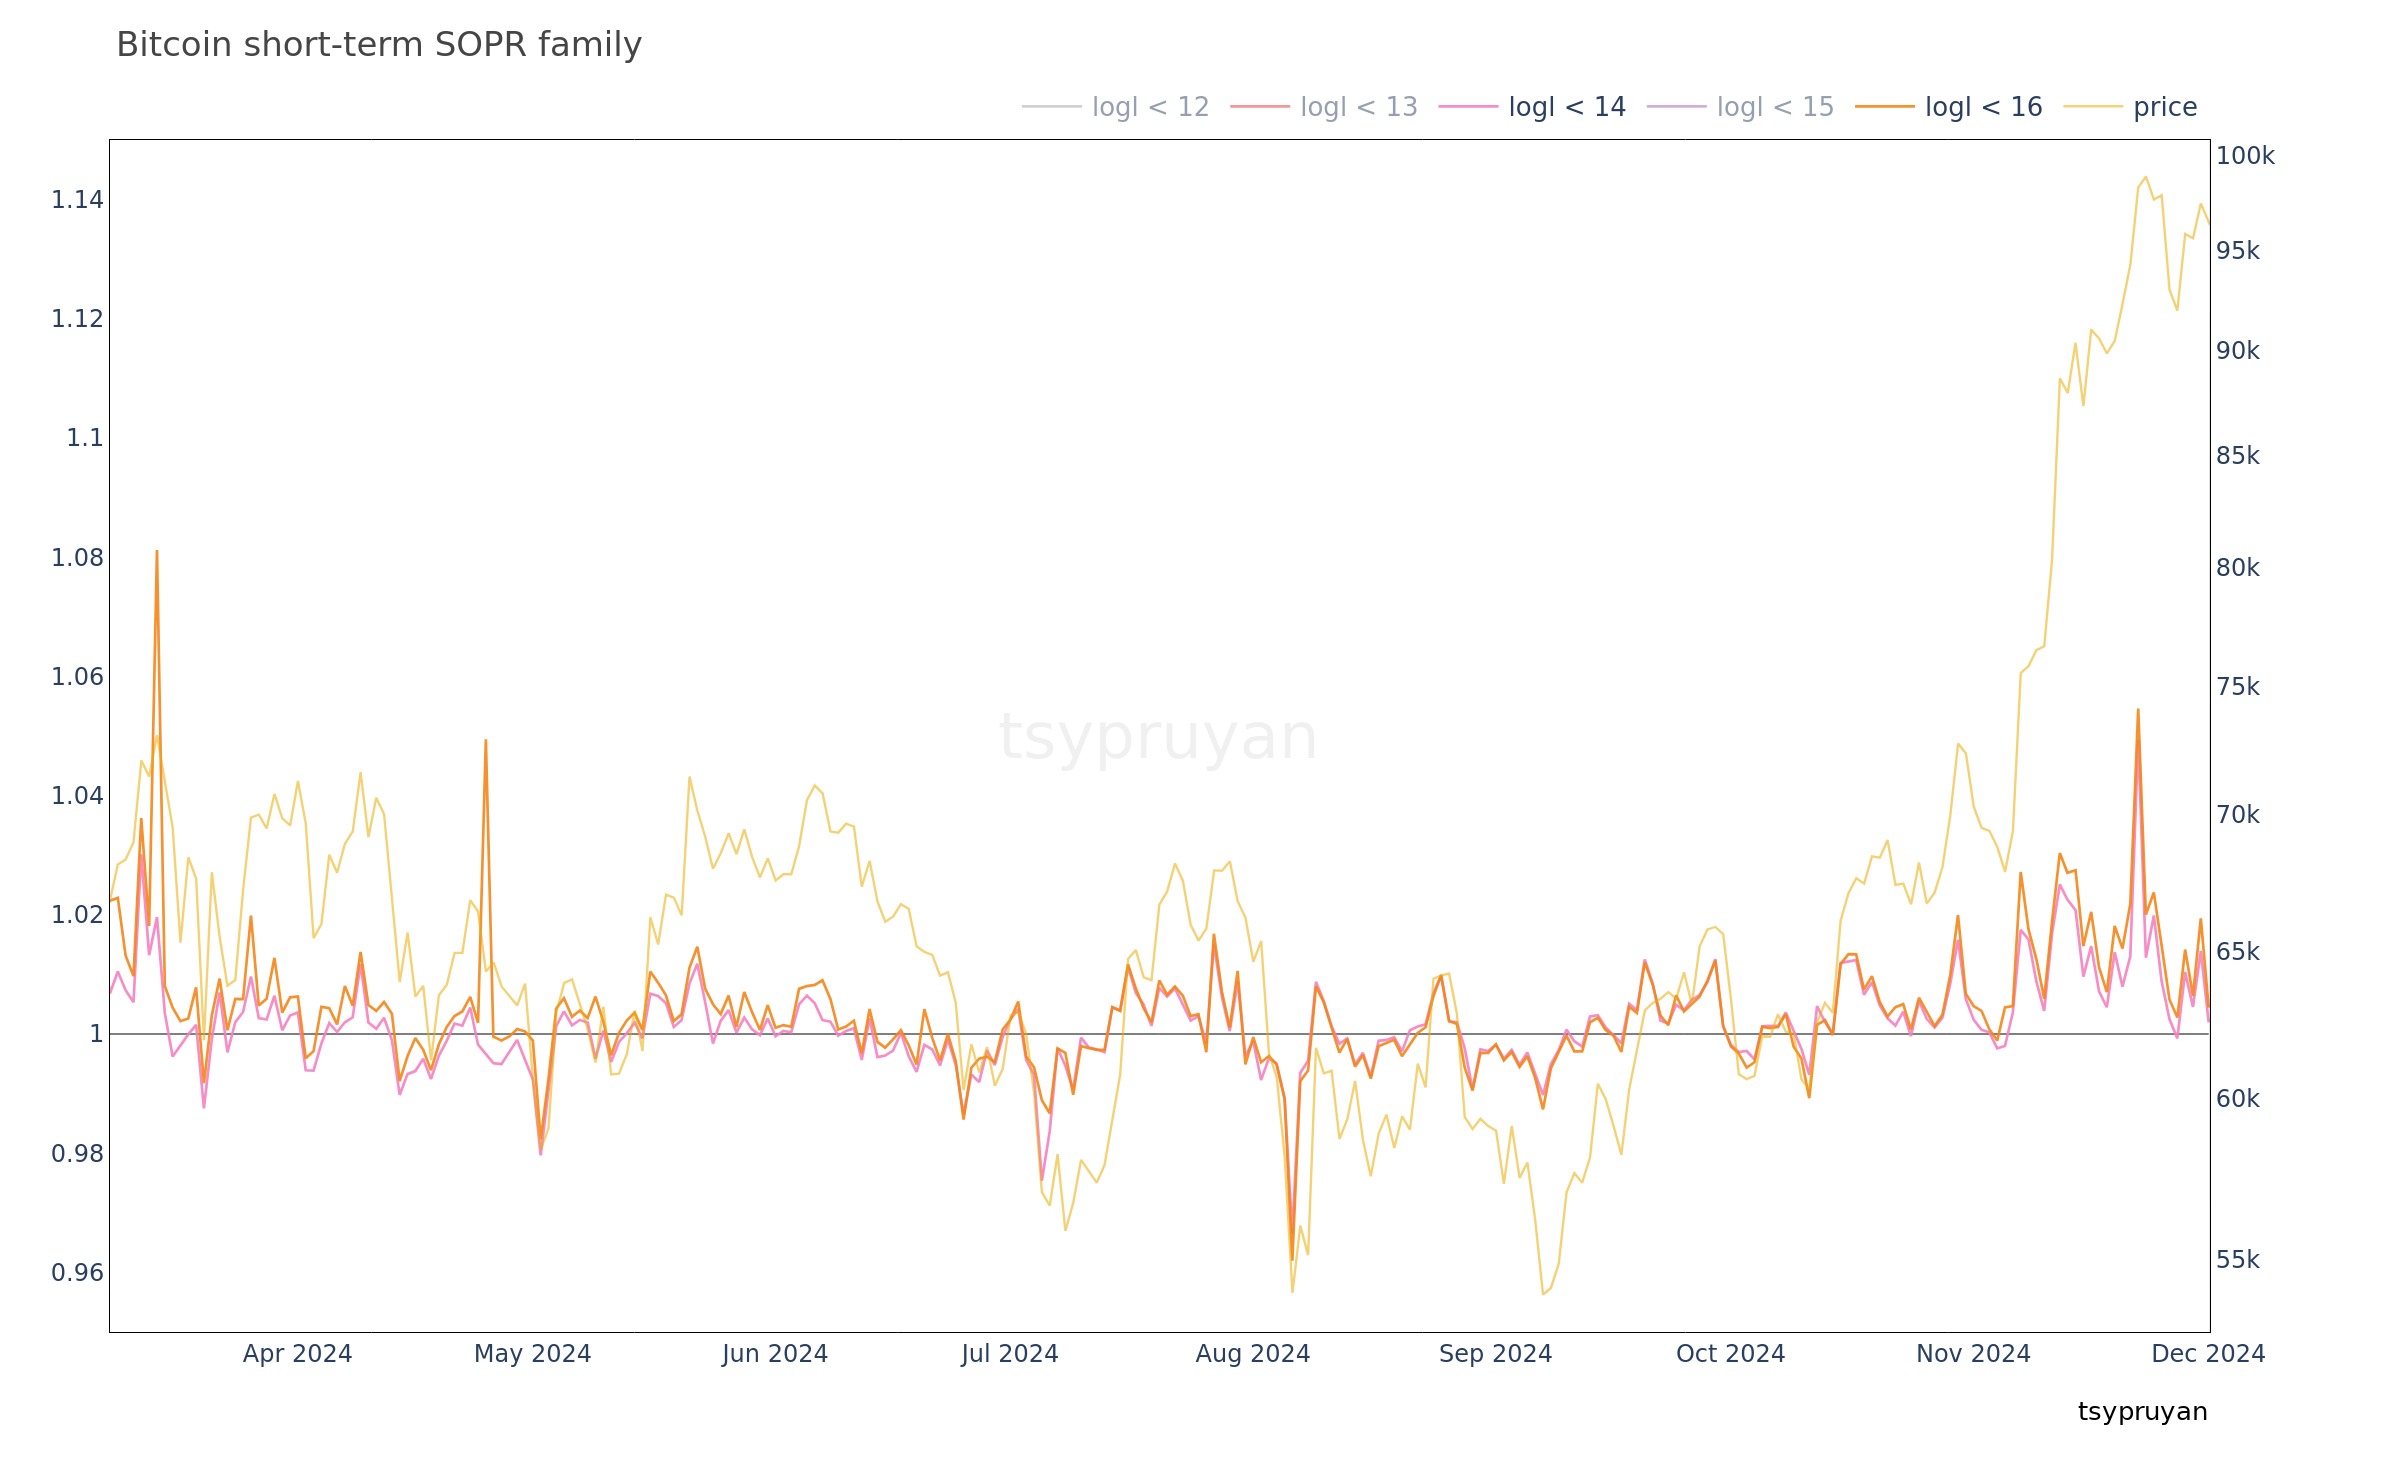 Bitcoin short-term SOPR family
logl < 12 logl < 13 logl < 14 logl < 15 logl < 16 price
1.14
1.12
1.1
1.08
1.06
1.04
1.02
1
0.98
0.96
100k
95k
90k
85k
80k
75k
70k
65k
60k
55k
tsypruyan
Apr 2024 May 2024 Jun 2024 Jul 2024 Aug 2024 Sep 2024 Oct 2024 Nov 2024 Dec 2024
tsypruyan